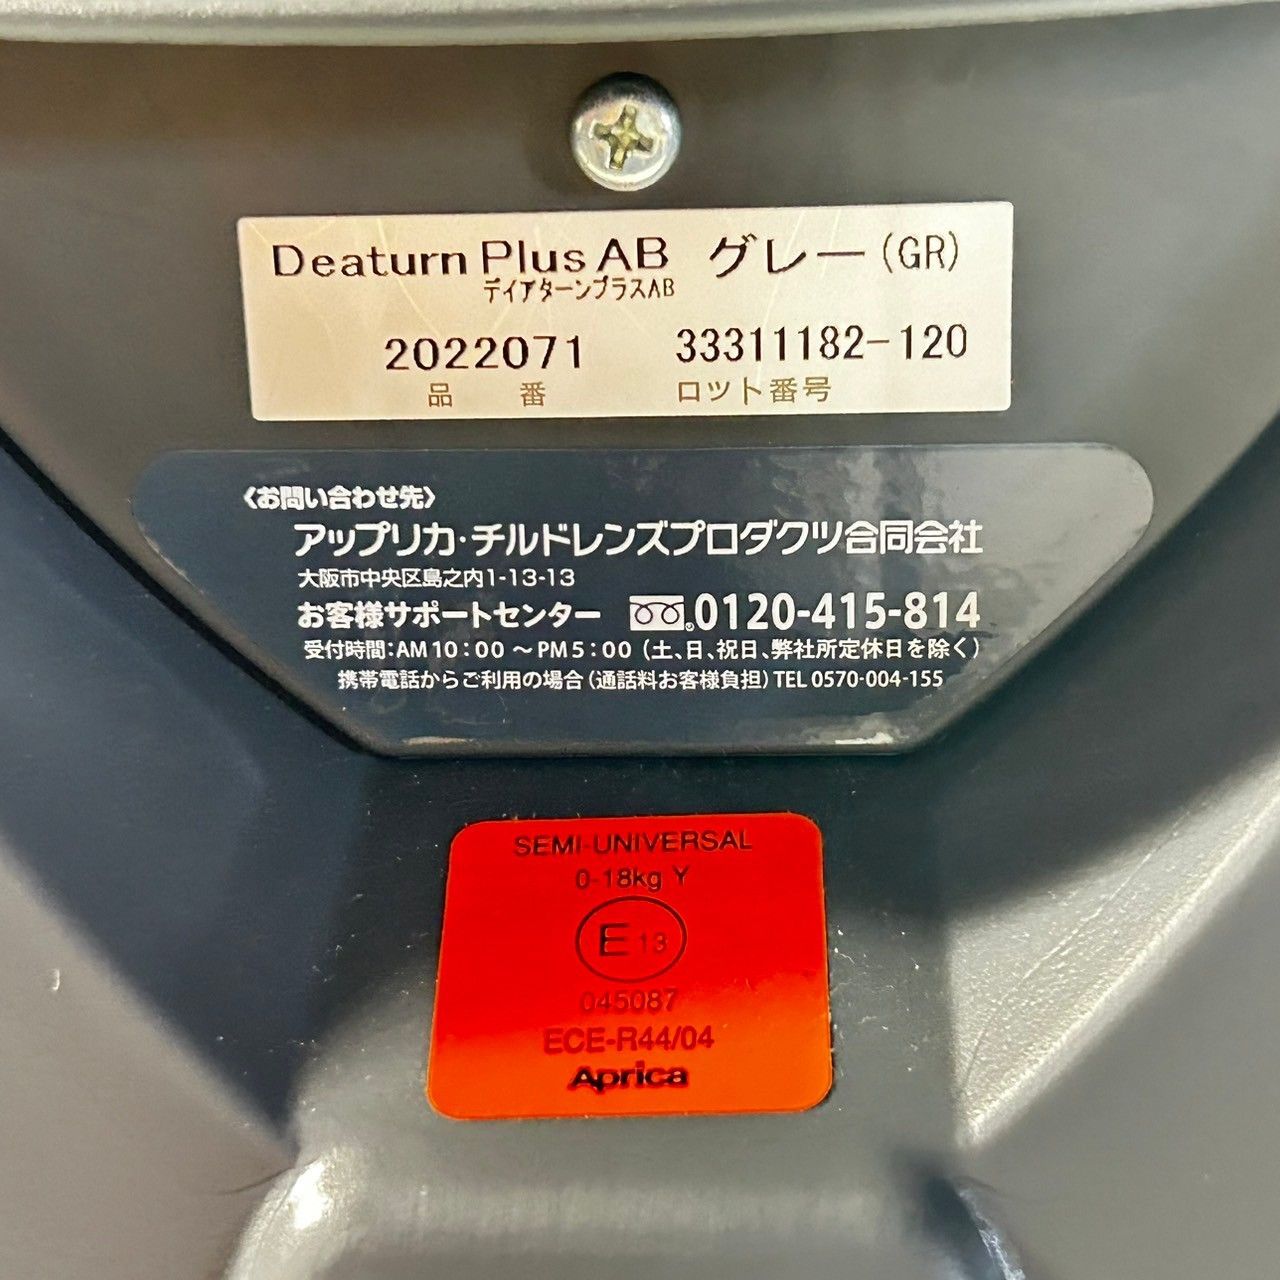 Deaturn Plus AB グレー(GR)
ディアターンプラスAB
2022071 33311182-120
品 番 ロット番号
〈お問い合わせ先〉
アップリカ・チルドレンズプロダクツ合同会社
大阪市中央区島之内1-13-13
お客様サポートセンター 0120-415-814
受付時間:AM10:00～PM5:00(土、日、祝日、弊社所定休日を除く)
携帯電話からご利用の場合(通話料お客様負担)TEL 0570-004-155
SEMI-UNIVERSAL
0-18kg Y
E 13
045087
ECE-R44/04
Aprica